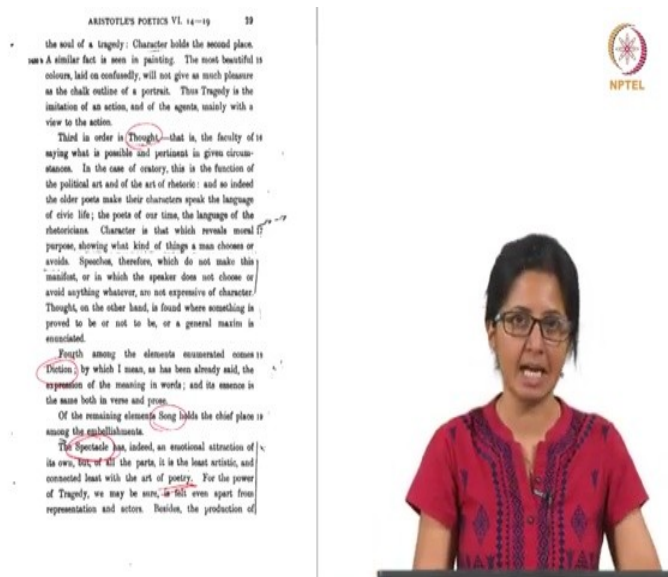 ARISTOTLE'S POETICS VI. 14—19 29
the soul of a tragedy: Character holds the second place.
A similar fact is seen in painting. The most beautiful 15
colours, laid on confusedly, will not give as much pleasure
as the chalk outline of a portrait. Thus Tragedy is the
imitation of an action, and of the agents, mainly with a
view to the action.
Third in order is Thought,—that is, the faculty of 16
saying what is possible and pertinent in given circum-
stances. In the case of oratory, this is the function of
the political art and of the art of rhetoric: and so indeed
the older poets make their characters speak the language
of civic life; the poets of our time, the language of the
rhetoricians. Character is that which reveals moral 17
purpose, showing what kind of things a man chooses or
avoids. Speeches, therefore, which do not make this
manifest, or in which the speaker does not choose or
avoid anything whatever, are not expressive of character.
Thought, on the other hand, is found where something is
proved to be or not to be, or a general maxim is
enunciated.
Fourth among the elements enumerated comes 18
Diction; by which I mean, as has been already said, the
expression of the meaning in words; and its essence is
the same both in verse and prose.
Of the remaining elements Song holds the chief place 19
among the embellishments.
The Spectacle has, indeed, an emotional attraction of
its own, but, of all the parts, it is the least artistic, and
connected least with the art of poetry. For the power
of Tragedy, we may be sure, is felt even apart from
representation and actors. Besides, the production of
NPTEL